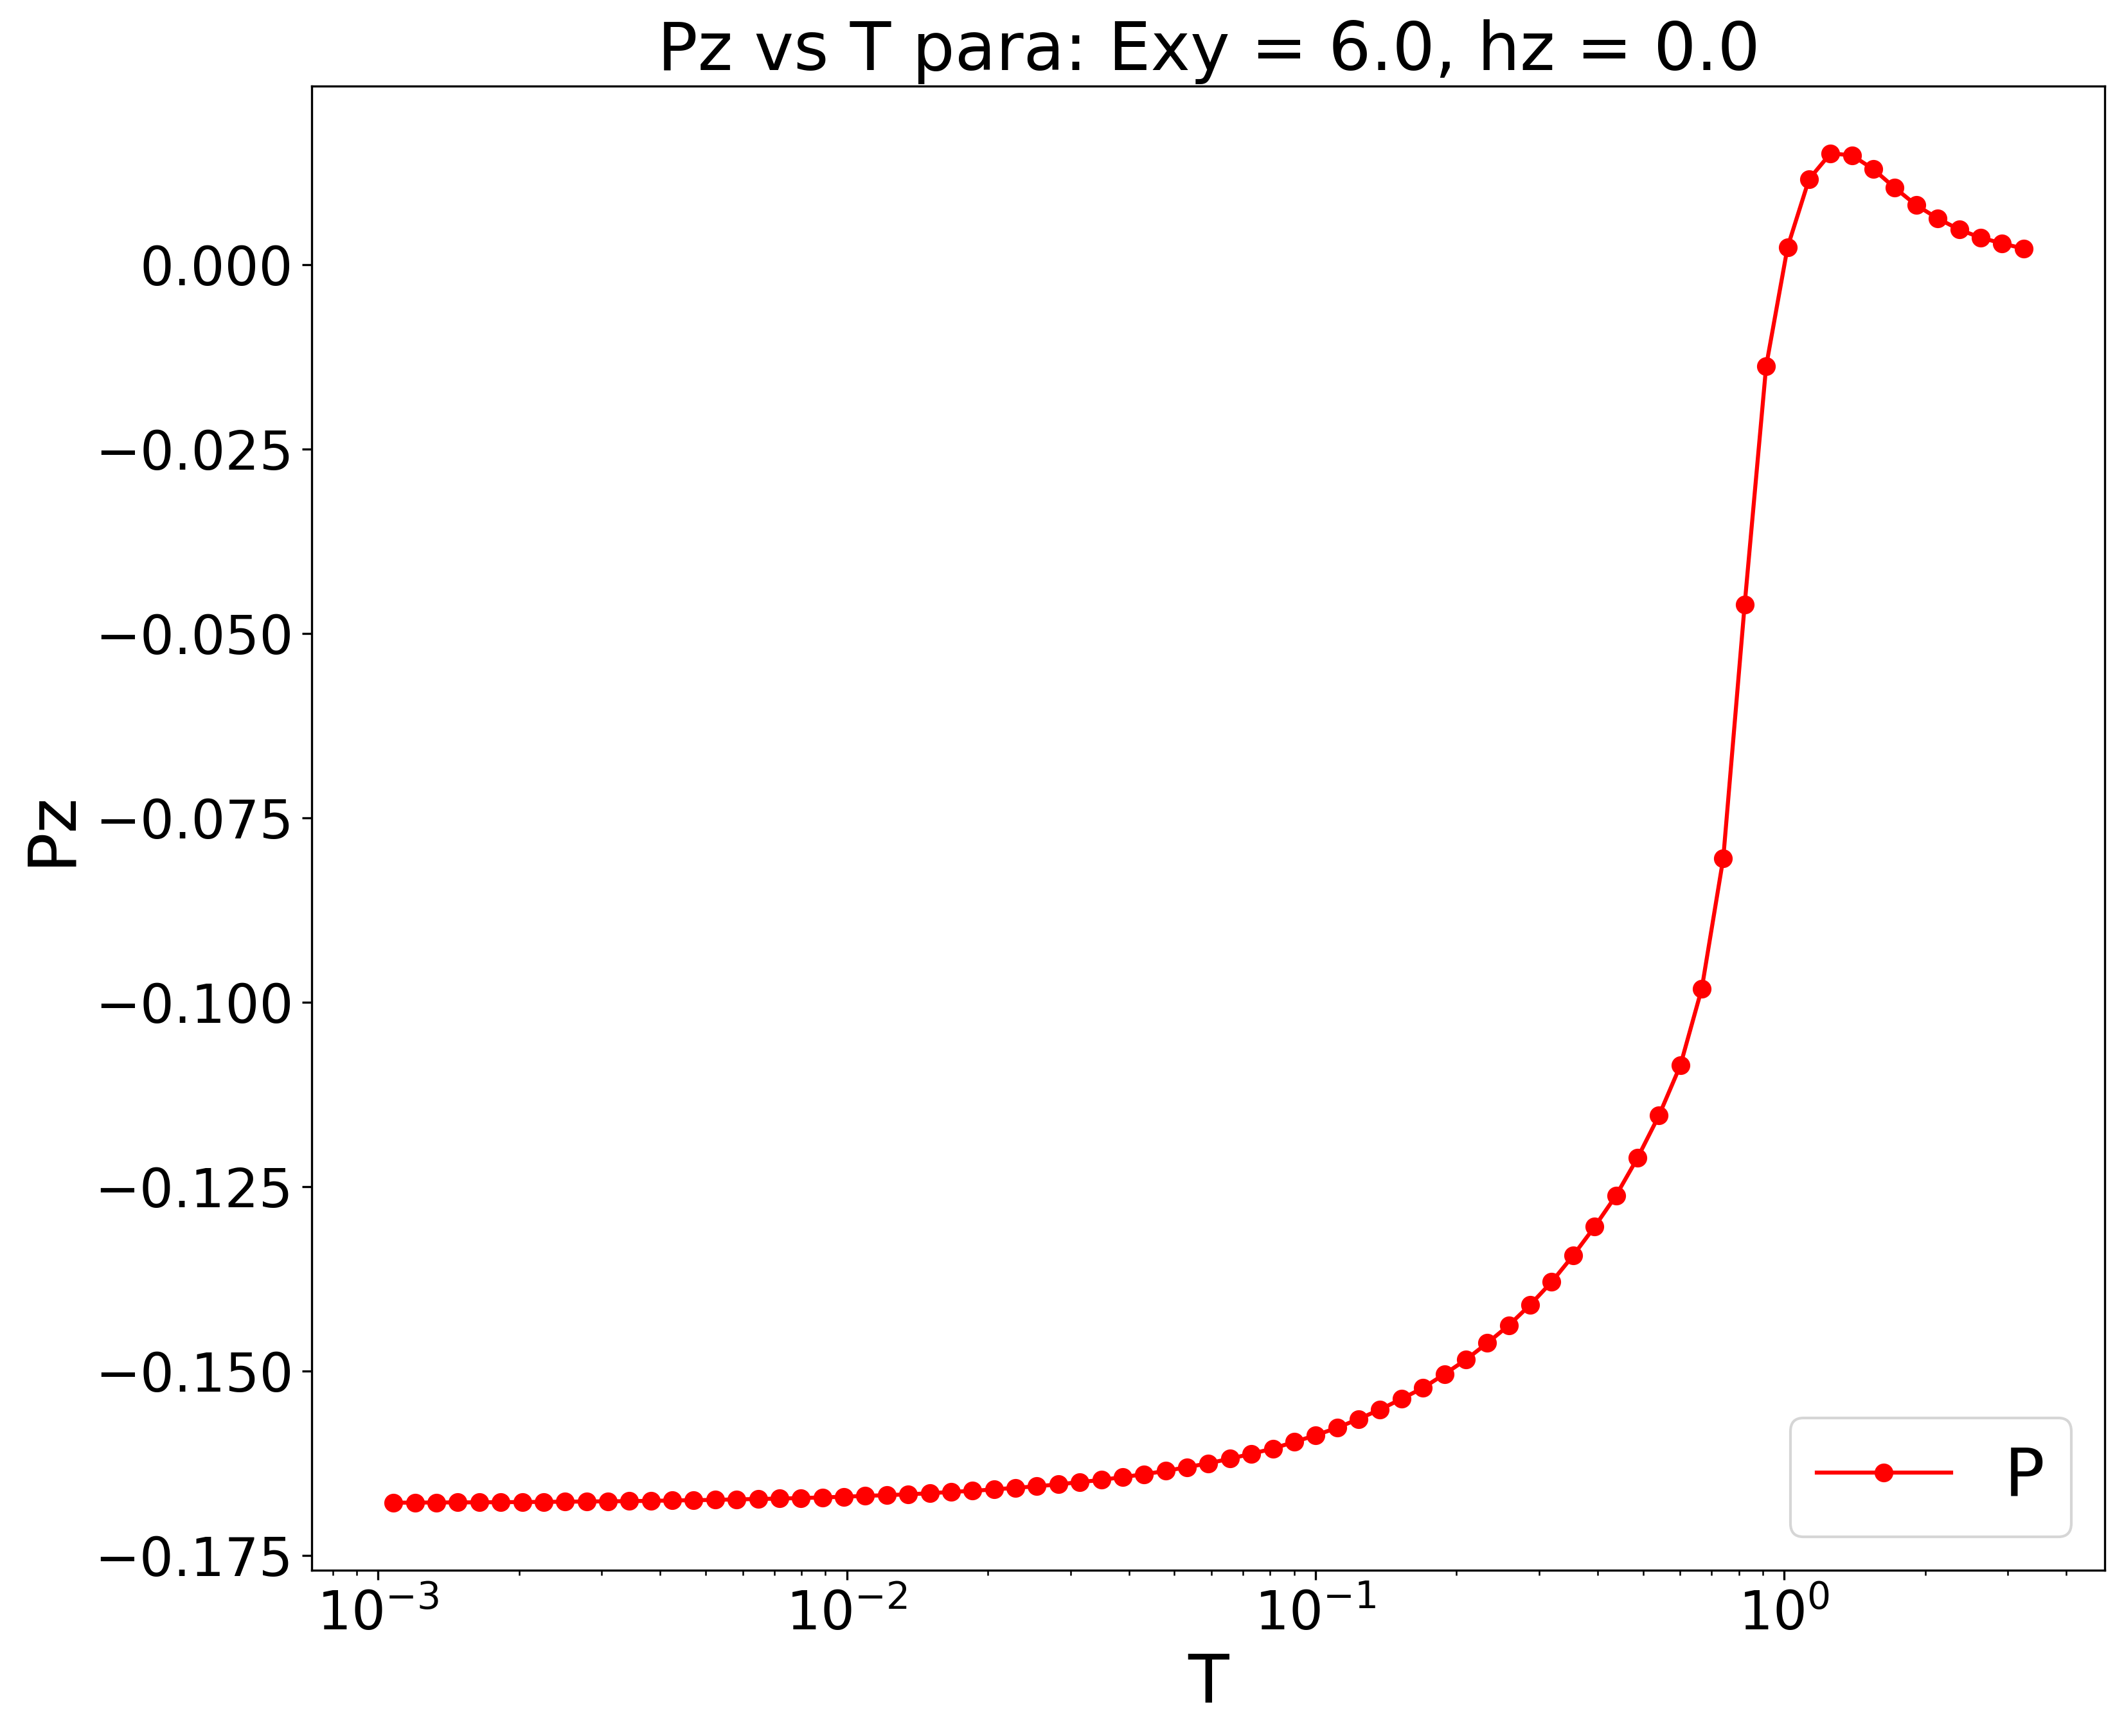 Pz vs T para: Exy = 6.0, hz = 0.0
0.000
−0.025
−0.050
−0.075
−0.100
−0.125
−0.150
−0.175
Pz
10⁻³ 10⁻² 10⁻¹ 10⁰
T
P